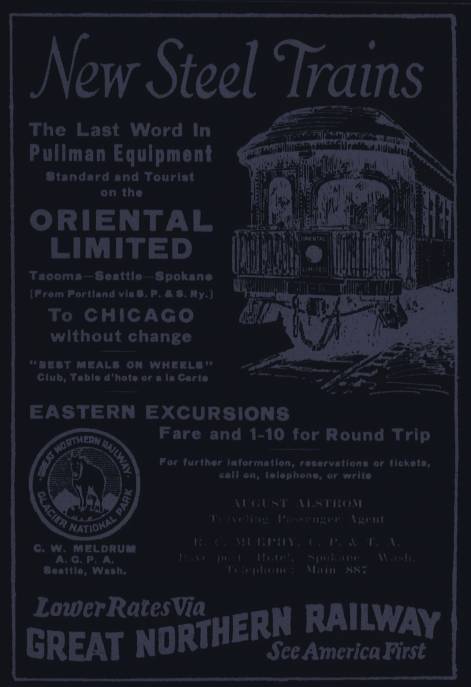 New Steel Trains
The Last Word In
Pullman Equipment
Standard and Tourist
on the
ORIENTAL
LIMITED
Tacoma—Seattle—Spokane
[From Portland via S. P. & S. Ry.]
To CHICAGO
without change
"BEST MEALS ON WHEELS"
Club, Table d'hote or a la Carte
ORIENTAL
LIMITED
EASTERN EXCURSIONS
Fare and 1-10 for Round Trip
GREAT NORTHERN RAILWAY
GLACIER NATIONAL PARK
For further information, reservations or tickets,
call on, telephone, or write
AUGUST ALSTROM
Traveling Passenger Agent
R. C. MURPHY, C. P. & T. A.
Hotel, Spokane, Wash.
Telephone: Main 887
C. W. MELDRUM
A. G. P. A.
Seattle, Wash.
Lower Rates Via
GREAT NORTHERN RAILWAY
See America First